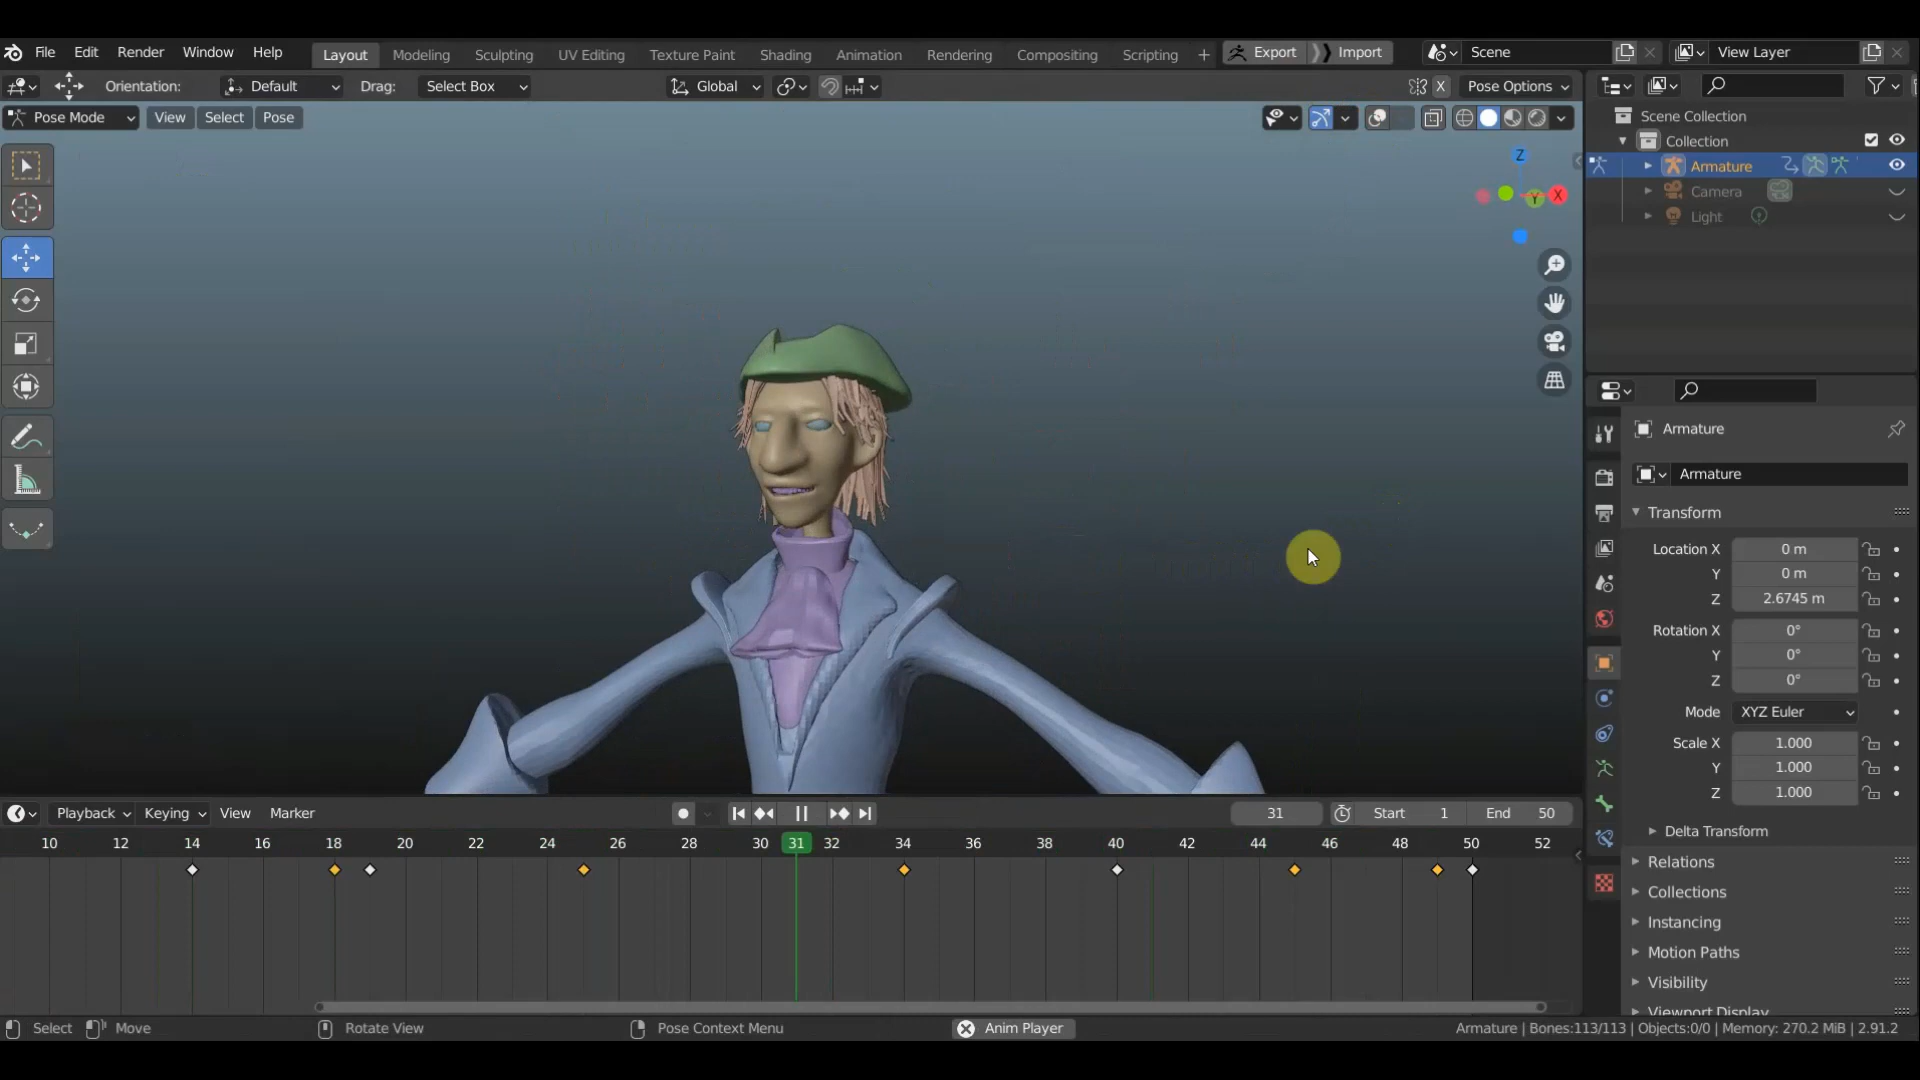 File Edit Render Window Help Layout Modeling Sculpting UV Editing Texture Paint Shading Animation Rendering Compositing Scripting + Export Import Scene View Layer
Orientation: Default Drag: Select Box Global X Pose Options
Pose Mode View Select Pose
Scene Collection
Collection
Armature
Camera
Light
Z
Y
X
Armature
Armature
Transform
Location X 0 m
Y 0 m
Z 2.6745 m
Rotation X 0°
Y 0°
Z 0°
Mode XYZ Euler
Scale X 1.000
Y 1.000
Z 1.000
Delta Transform
Relations
Collections
Instancing
Motion Paths
Visibility
Viewport Display
Playback Keying View Marker 31 Start 1 End 50
10 12 14 16 18 20 22 24 26 28 30 31 32 34 36 38 40 42 44 46 48 50 52
Select Move Rotate View Pose Context Menu Anim Player Armature | Bones:113/113 | Objects:0/0 | Memory: 270.2 MiB | 2.91.2